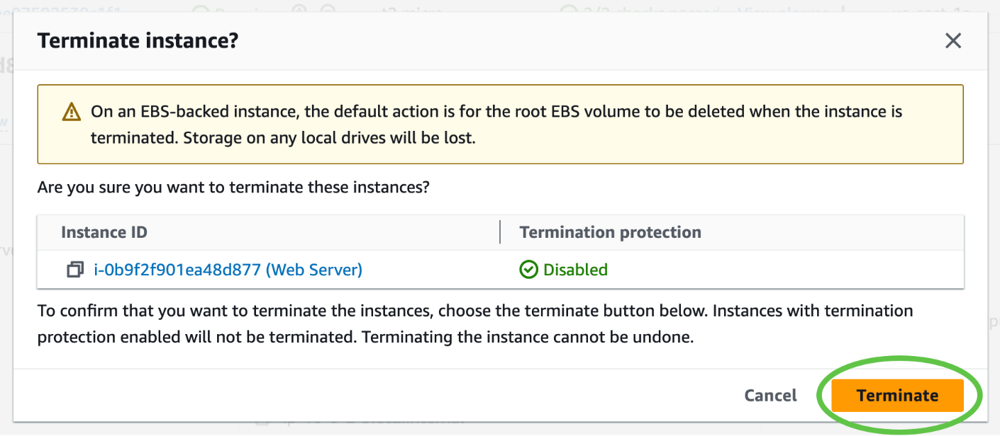 Terminate instance?
On an EBS-backed instance, the default action is for the root EBS volume to be deleted when the instance is
terminated. Storage on any local drives will be lost.
Are you sure you want to terminate these instances?
Instance ID
Termination protection
i-0b9f2f901ea48d877 (Web Server)
Disabled
To confirm that you want to terminate the instances, choose the terminate button below. Instances with termination
protection enabled will not be terminated. Terminating the instance cannot be undone.
Cancel
Terminate